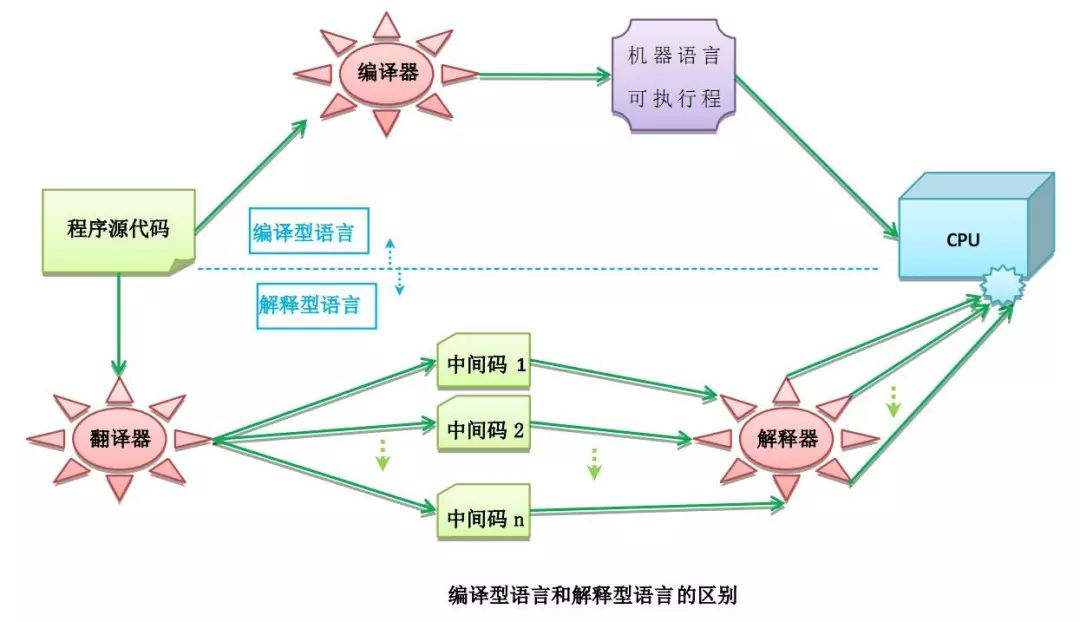 编译器
机器语言
可执行程
程序源代码
编译型语言
CPU
解释型语言
中间码 1
翻译器
中间码 2
解释器
中间码 n
编译型语言和解释型语言的区别